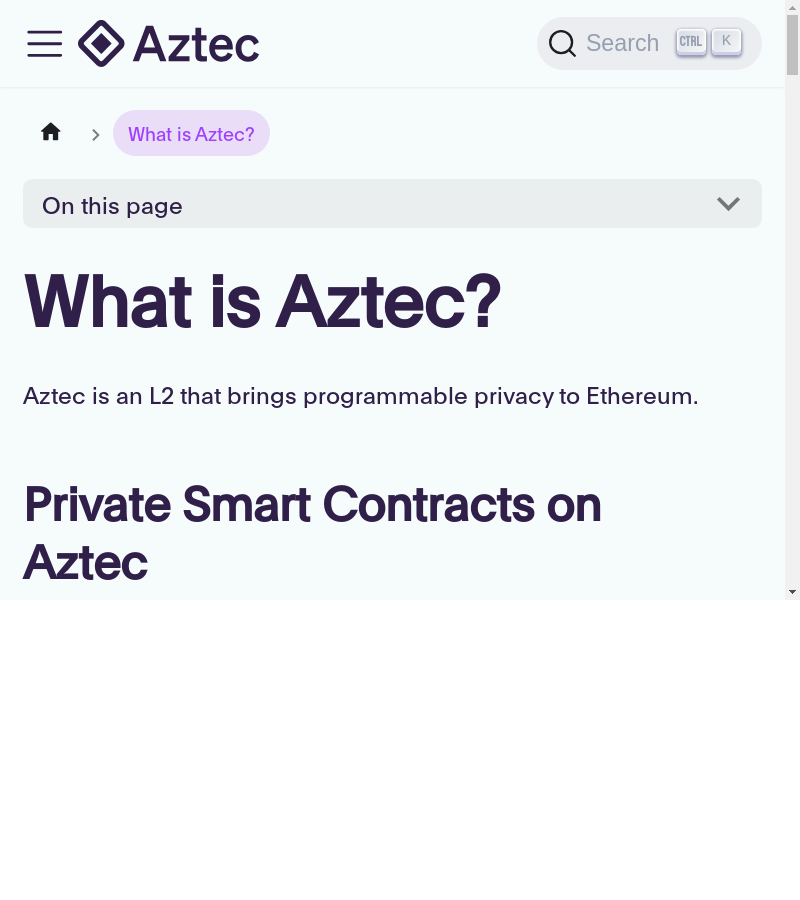 Aztec
Search CTRL K
What is Aztec?
On this page
What is Aztec?
Aztec is an L2 that brings programmable privacy to Ethereum.
Private Smart Contracts on
Aztec